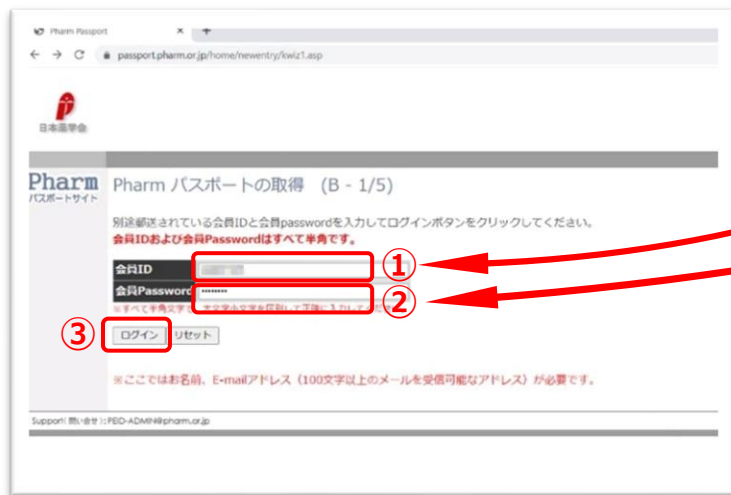 Pharm Passport
passport.pharm.or.jp/home/newentry/kwiz1.asp
日本薬学会
Pharm
パスポートサイト
Pharm パスポートの取得 (B - 1/5)
別途郵送されている会員IDと会員passwordを入力してログインボタンをクリックしてください。
会員IDおよび会員Passwordはすべて半角です。
会員ID
①
会員Password ********
②
※すべて半角文字で、大文字小文字を区別して正確に入力してくだ
③ ログイン リセット
※ここではお名前、E-mailアドレス（100文字以上のメールを受信可能なアドレス）が必要です。
Support( 問い合せ ):PEID-ADMIN@pharm.or.jp